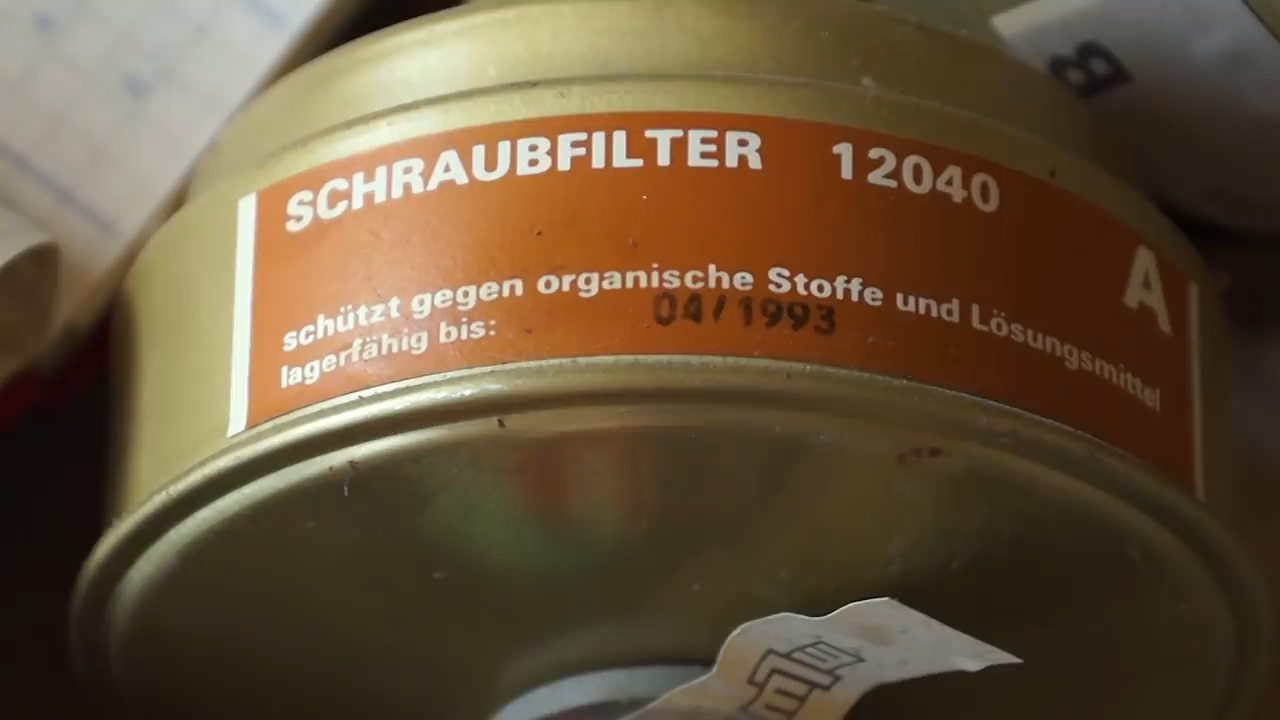 B
SCHRAUBFILTER 12040
A
schützt gegen organische Stoffe und Lösungsmittel
lagerfähig bis: 04/1993